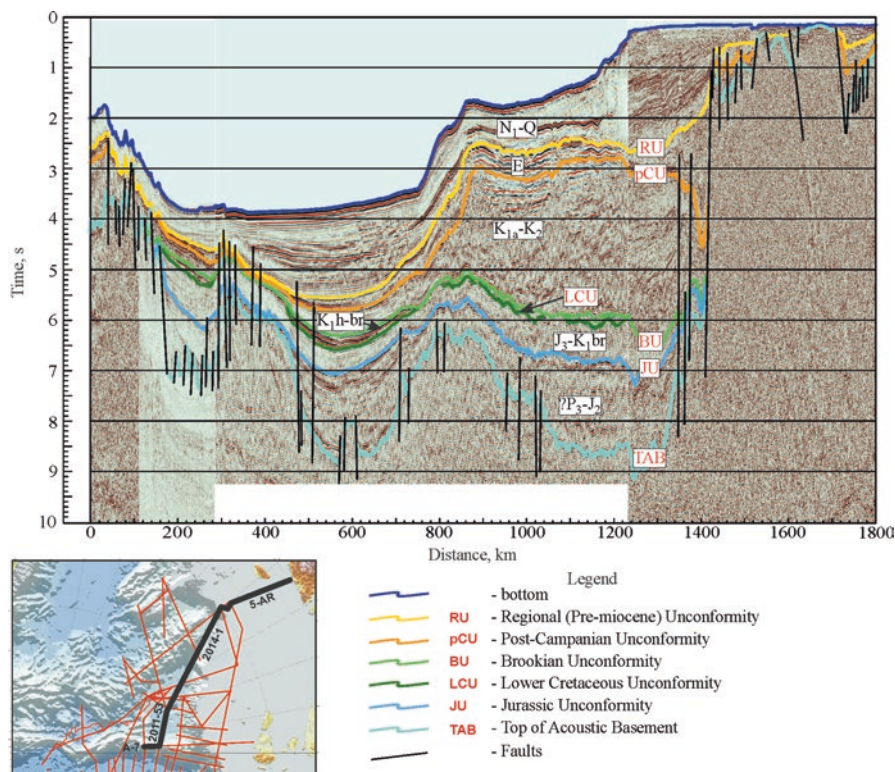 0
1
2
3
4
5
6
7
8
9
10
Time, s
N₁-Q
E
RU
pCU
K₁ₐ-K₂
LCU
K₁h-br
J₃-K₁br
BU
JU
?P₃-J₂
TAB
0 200 400 600 800 1000 1200 1400 1600 1800
Distance, km
5-AR
2014-1
2011-53
Legend
- bottom
RU - Regional (Pre-miocene) Unconformity
pCU - Post-Campanian Unconformity
BU - Brookian Unconformity
LCU - Lower Cretaceous Unconformity
JU - Jurassic Unconformity
TAB - Top of Acoustic Basement
- Faults